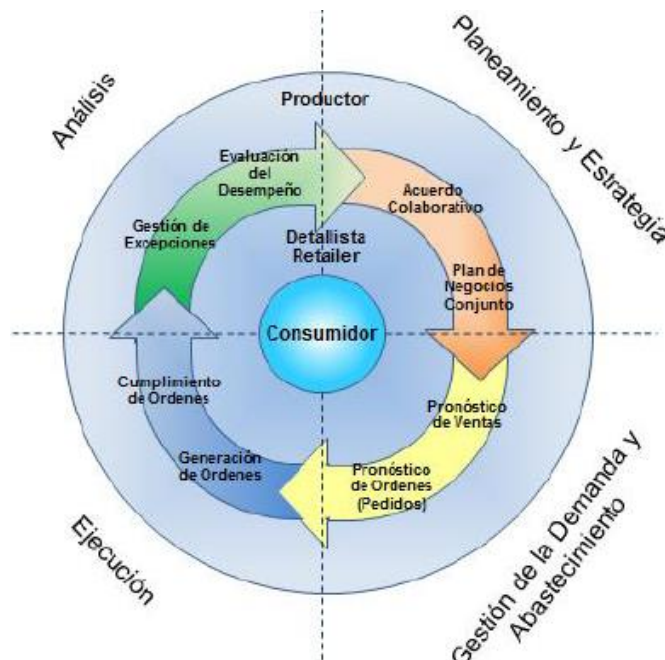 Análisis
Planeamiento y Estrategia
Productor
Evaluación
del
Desempeño
Acuerdo
Colaborativo
Gestión de
Excepciones
Detallista
Retailer
Plan de
Negocios
Conjunto
Consumidor
Cumplimiento
de Ordenes
Pronóstico
de Ventas
Generación
de Ordenes
Pronóstico
de Ordenes
(Pedidos)
Ejecución
Gestión de la Demanda y
Abastecimiento